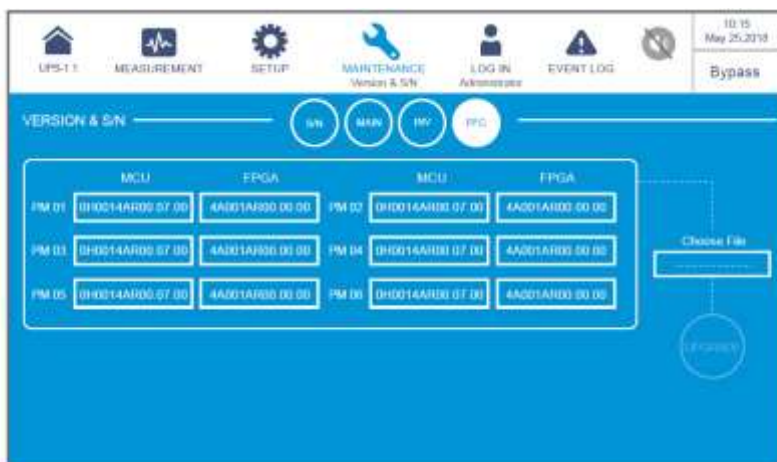 10:15
May 25,2018
UPS-1 1 MEASUREMENT SETUP MAINTENANCE LOG IN EVENT LOG
Version & S/N Administrator
Bypass
VERSION & S/N S/N MAIN INV PFC
MCU FPGA MCU FPGA
PM 01 0H0014AR00.07.00 4A001AR00.00.00 PM 02 0H0014AR00.07.00 4A001AR00.00.00
Choose File
PM 03 0H0014AR00.07.00 4A001AR00.00.00 PM 04 0H0014AR00.07.00 4A001AR00.00.00
PM 05 0H0014AR00.07.00 4A001AR00.00.00 PM 06 0H0014AR00.07.00 4A001AR00.00.00
UPGRADE